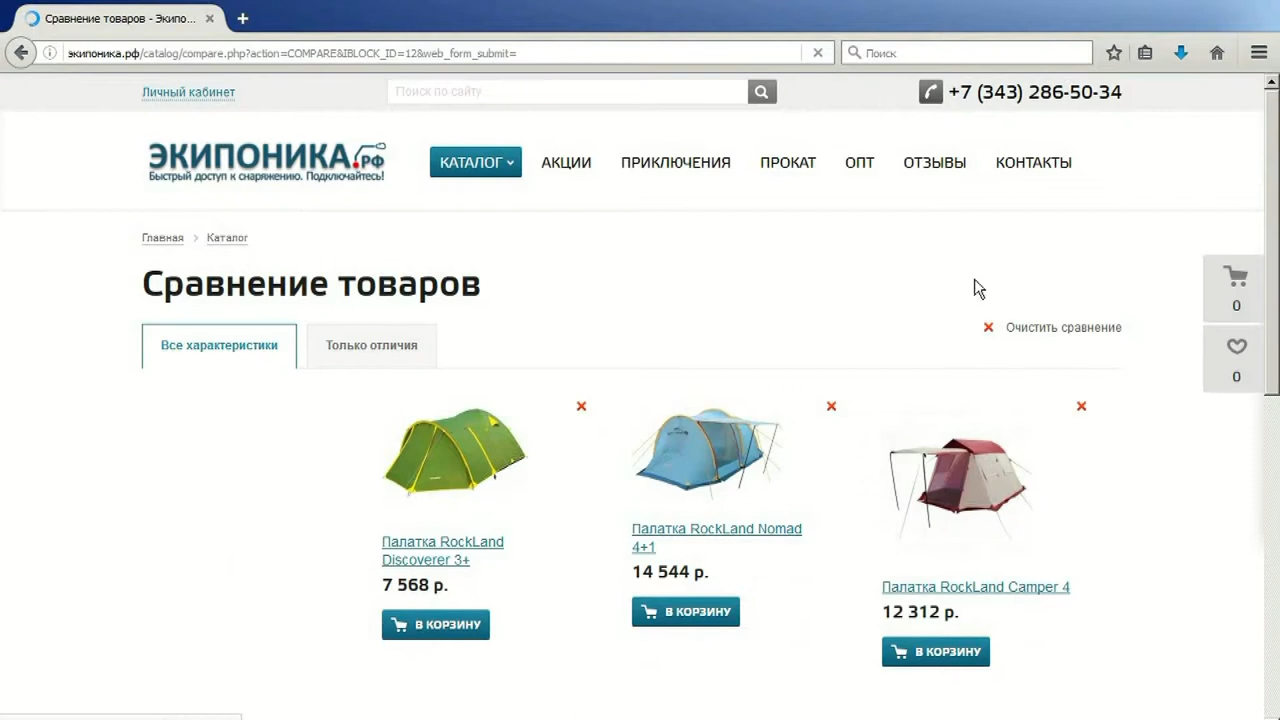 Сравнение товаров - Экипо...
экипоника.рф/catalog/compare.php?action=COMPARE&IBLOCK_ID=12&web_form_submit=
Поиск
Личный кабинет
Поиск по сайту
+7 (343) 286-50-34
ЭКИПОНИКА.РФ
Быстрый доступ к снаряжению. Подключайтесь!
КАТАЛОГ
АКЦИИ
ПРИКЛЮЧЕНИЯ
ПРОКАТ
ОПТ
ОТЗЫВЫ
КОНТАКТЫ
Главная
Каталог
Сравнение товаров
0
0
Очистить сравнение
Все характеристики
Только отличия
Палатка RockLand
Discoverer 3+
7 568 р.
В КОРЗИНУ
Палатка RockLand Nomad
4+1
14 544 р.
В КОРЗИНУ
Палатка RockLand Camper 4
12 312 р.
В КОРЗИНУ